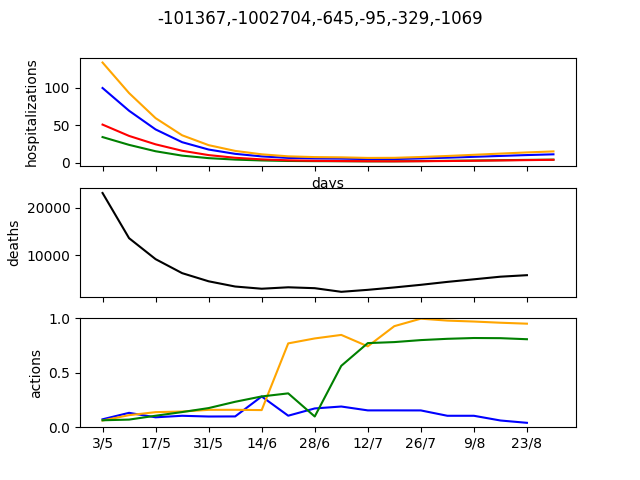 -101367,-1002704,-645,-95,-329,-1069
hospitalizations
100
50
0
days
deaths
20000
10000
actions
1.0
0.5
0.0
3/5 17/5 31/5 14/6 28/6 12/7 26/7 9/8 23/8